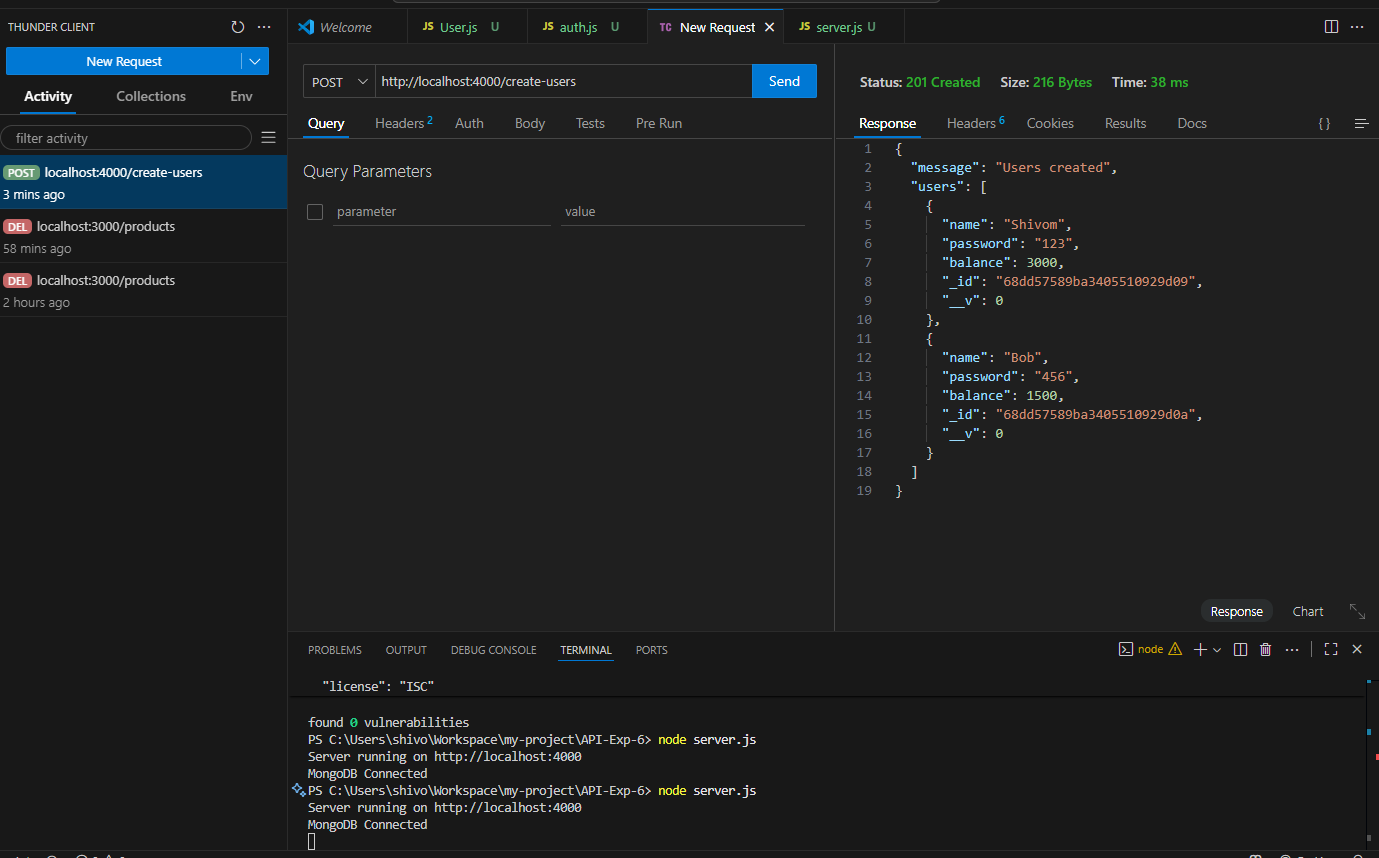 THUNDER CLIENT
New Request
Activity Collections Env
filter activity
POST localhost:4000/create-users
3 mins ago
DEL localhost:3000/products
58 mins ago
DEL localhost:3000/products
2 hours ago
Welcome JS User.js U JS auth.js U TC New Request JS server.js U
POST http://localhost:4000/create-users Send
Query Headers 2 Auth Body Tests Pre Run
Query Parameters
parameter value
Status: 201 Created Size: 216 Bytes Time: 38 ms
Response Headers 6 Cookies Results Docs { }
1 {
2 "message": "Users created",
3 "users": [
4 {
5 "name": "Shivom",
6 "password": "123",
7 "balance": 3000,
8 "_id": "68dd57589ba3405510929d09",
9 "__v": 0
10 },
11 {
12 "name": "Bob",
13 "password": "456",
14 "balance": 1500,
15 "_id": "68dd57589ba3405510929d0a",
16 "__v": 0
17 }
18 ]
19 }
Response Chart
PROBLEMS OUTPUT DEBUG CONSOLE TERMINAL PORTS
node
"license": "ISC"
found 0 vulnerabilities
PS C:\Users\shivo\Workspace\my-project\API-Exp-6> node server.js
Server running on http://localhost:4000
MongoDB Connected
PS C:\Users\shivo\Workspace\my-project\API-Exp-6> node server.js
Server running on http://localhost:4000
MongoDB Connected